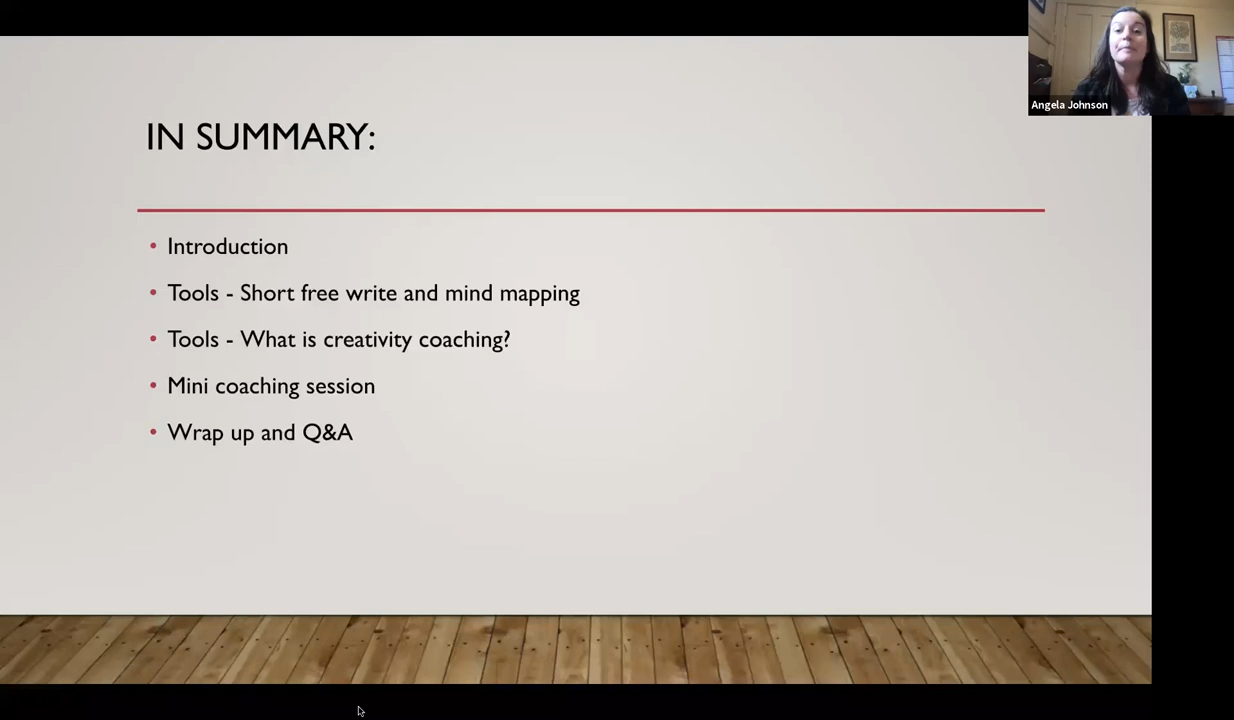 IN SUMMARY:
Angela Johnson
• Introduction
• Tools - Short free write and mind mapping
• Tools - What is creativity coaching?
• Mini coaching session
• Wrap up and Q&A